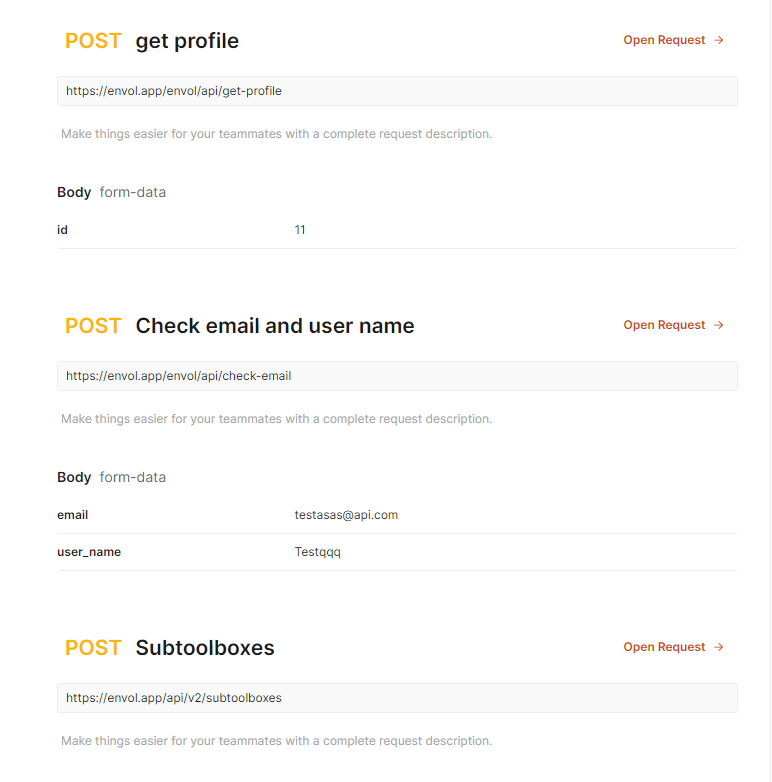 POST get profile Open Request →
https://envol.app/envol/api/get-profile
Make things easier for your teammates with a complete request description.
Body form-data
id 11
POST Check email and user name Open Request →
https://envol.app/envol/api/check-email
Make things easier for your teammates with a complete request description.
Body form-data
email testasas@api.com
user_name Testqqq
POST Subtoolboxes Open Request →
https://envol.app/api/v2/subtoolboxes
Make things easier for your teammates with a complete request description.